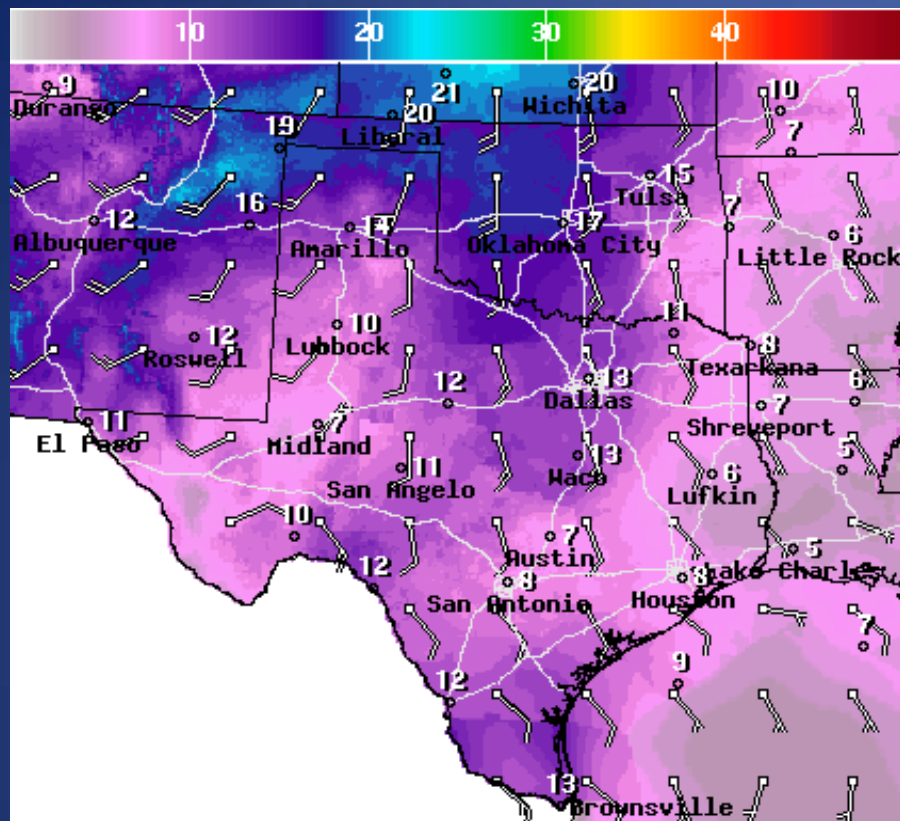 10 20 30 40
9 21 20 10
Durango Wichita
20
Liberal
19 7
15
Tulsa
12 16 14 17 7 6
Albuquerque Amarillo Oklahoma City Little Rock
12 10 11
Roswell Lubbock 8
Texarkana
12 13 6
Dallas
11 7 7
El Paso Midland Shreveport
11 13 6 5
San Angelo Waco Lufkin
10 7 5
Austin Lake Charles
12 8 8
San Antonio Houston
7
9
12
13
Brownsville